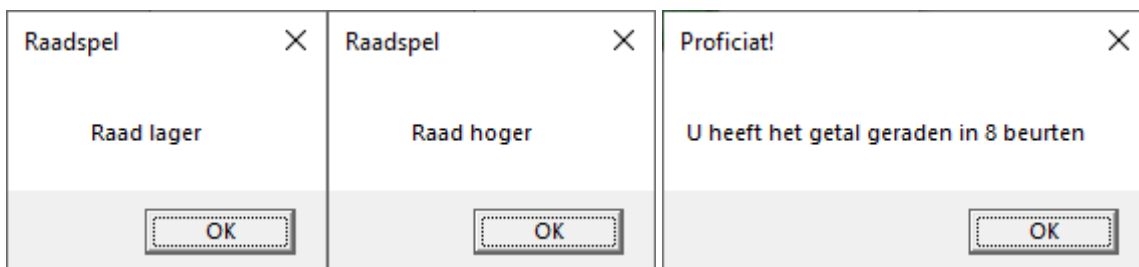 Raadspel
Raad lager
OK
Raadspel
Raad hoger
OK
Proficiat!
U heeft het getal geraden in 8 beurten
OK